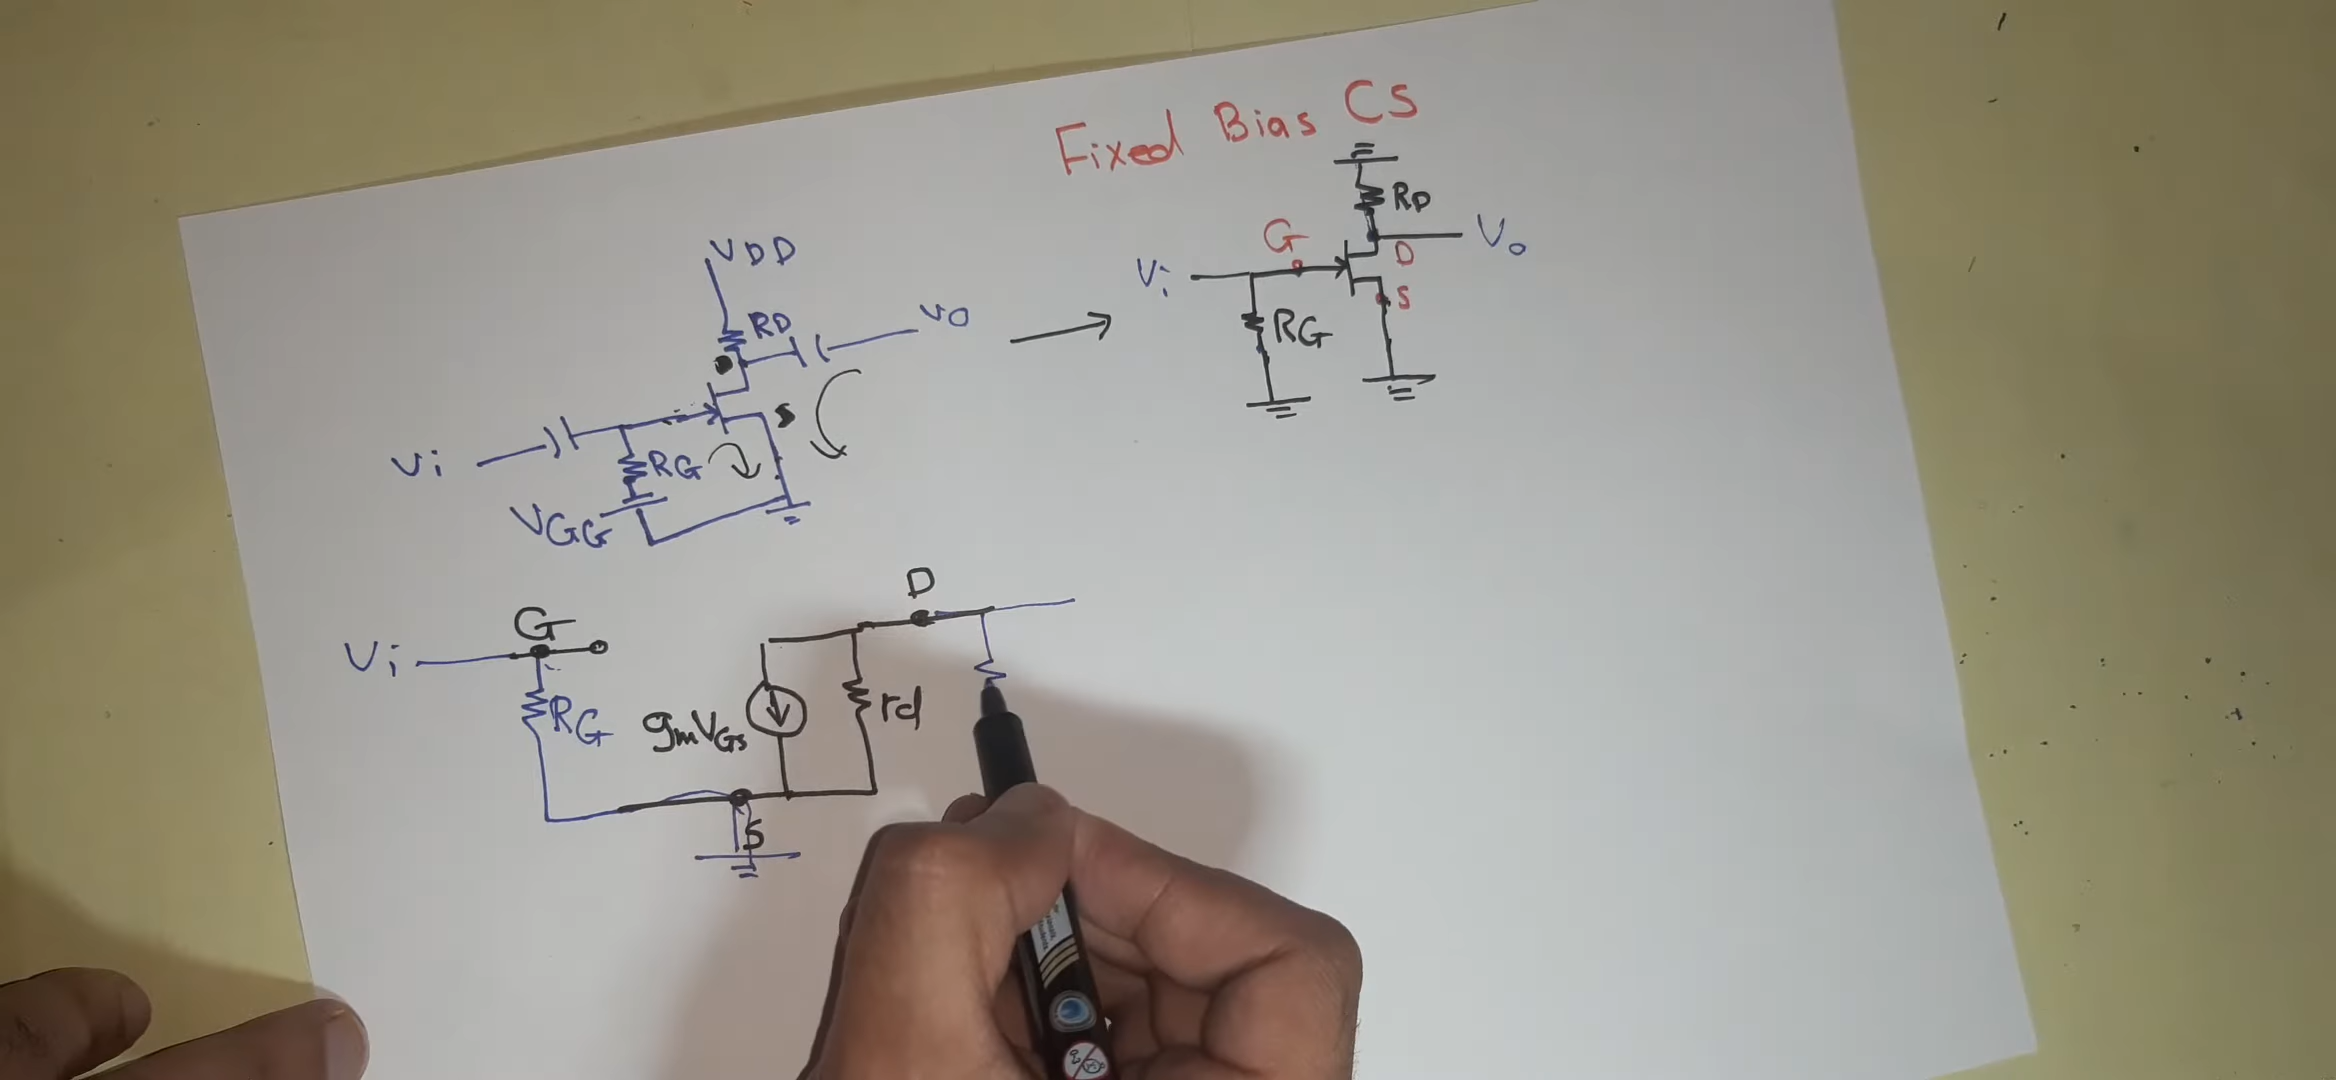 Fixed Bias CS
VDD
RD
vo
Vi
RG
VGG
S
RD
G
D
Vo
Vi
S
RG
D
G
Vi
RG
gmVGs
rd
S